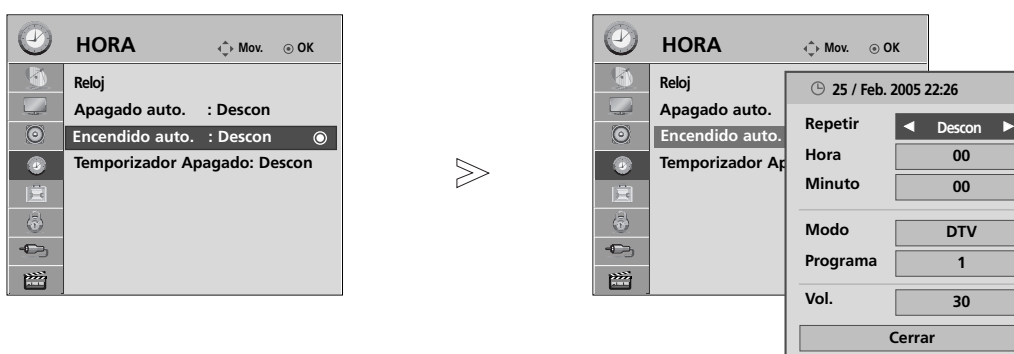 HORA Mov. OK
Reloj
Apagado auto. : Descon
Encendido auto. : Descon
Temporizador Apagado: Descon
HORA Mov. OK
Reloj
Apagado auto.
Encendido auto.
Temporizador Ap
25 / Feb. 2005 22:26
Repetir Descon
Hora 00
Minuto 00
Modo DTV
Programa 1
Vol. 30
Cerrar